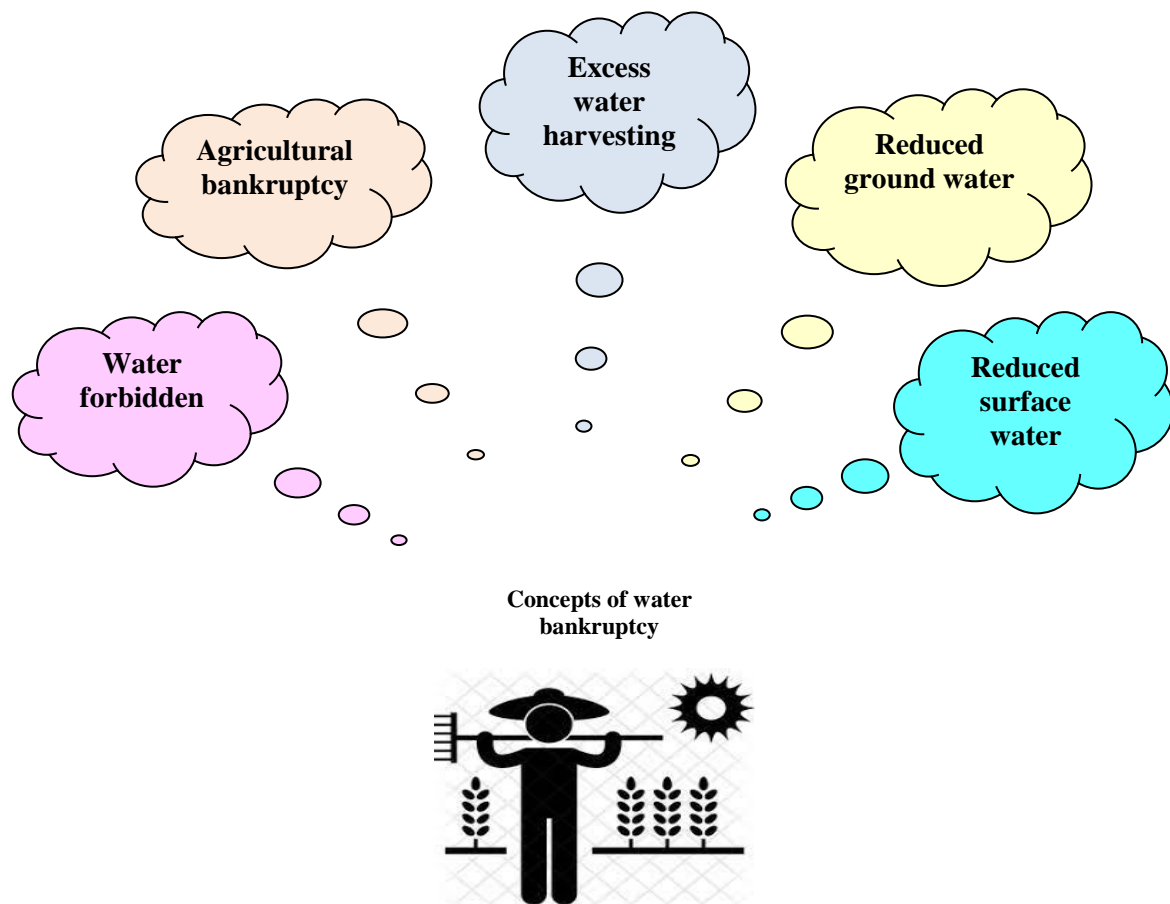 Excess
water
harvesting
Agricultural
bankruptcy
Reduced
ground water
Water
forbidden
Reduced
surface
water
Concepts of water
bankruptcy